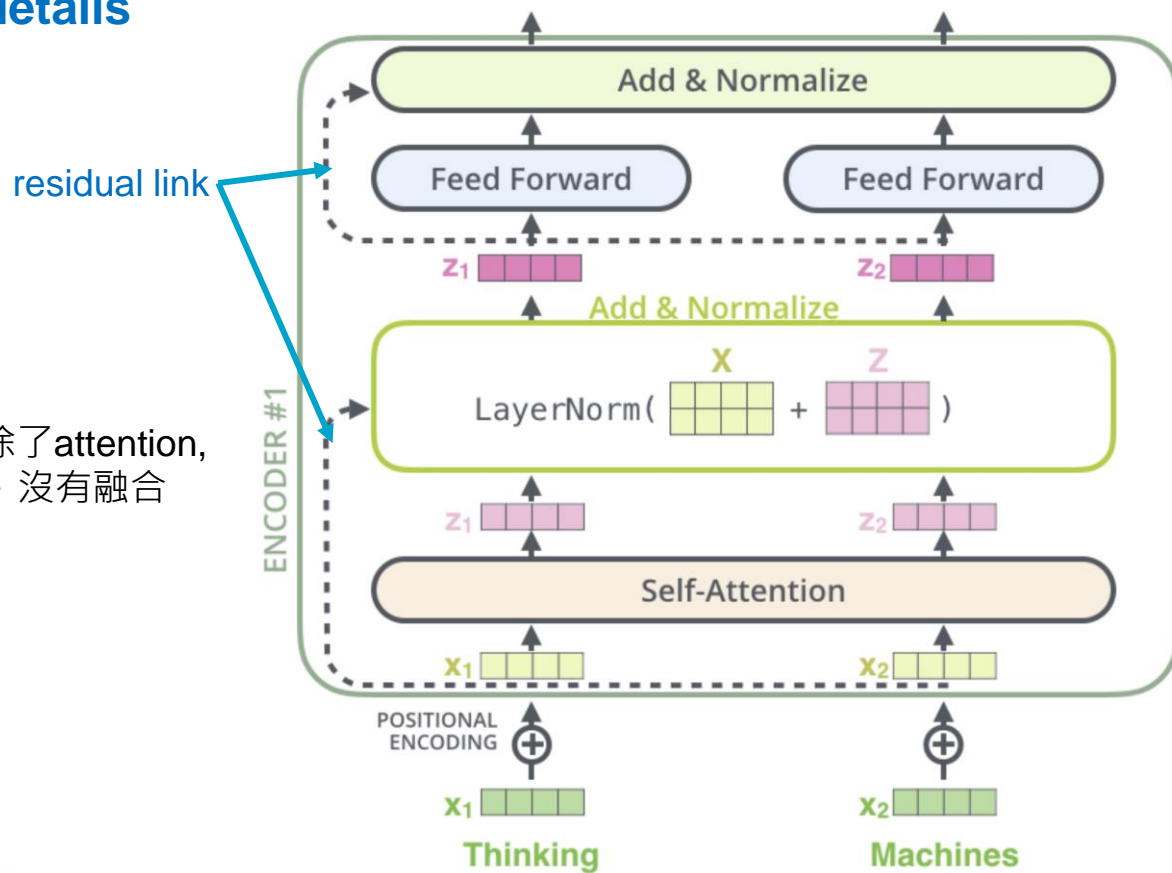 details
Add & Normalize
residual link
Feed Forward
Feed Forward
z1
z2
Add & Normalize
X
Z
LayerNorm( + )
ENCODER #1
除了attention,
沒有融合
z1
z2
Self-Attention
x1
x2
POSITIONAL
ENCODING
x1
x2
Thinking
Machines